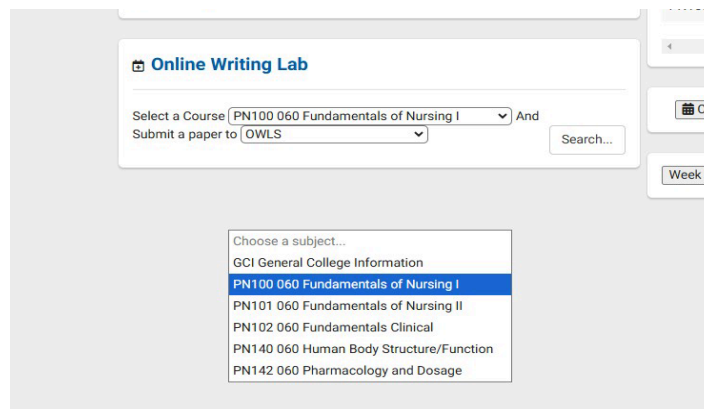 Online Writing Lab
Select a Course PN100 060 Fundamentals of Nursing I And
Submit a paper to OWLS
Search...
Week
Choose a subject...
GCI General College Information
PN100 060 Fundamentals of Nursing I
PN101 060 Fundamentals of Nursing II
PN102 060 Fundamentals Clinical
PN140 060 Human Body Structure/Function
PN142 060 Pharmacology and Dosage